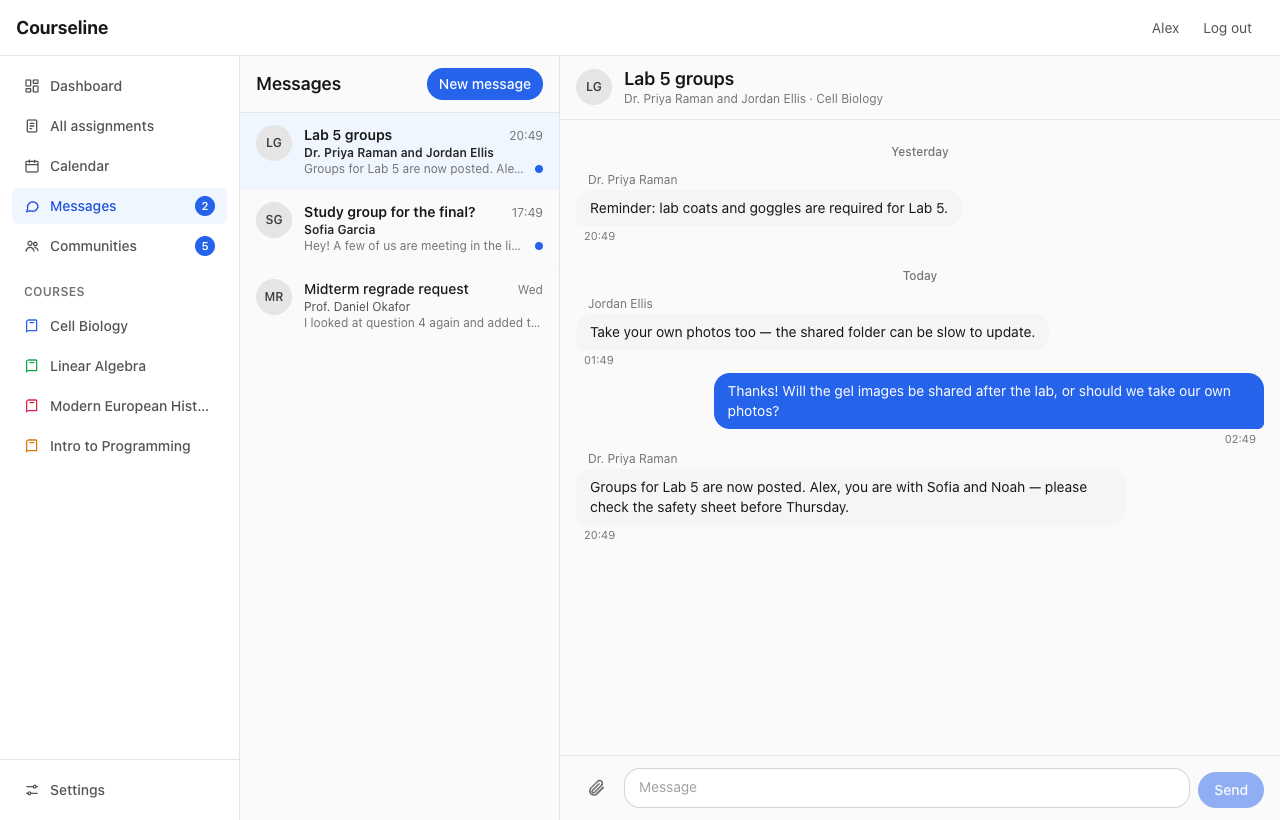 Courseline
Alex
Log out
Dashboard
All assignments
Calendar
Messages
2
Communities
5
COURSES
Cell Biology
Linear Algebra
Modern European Hist...
Intro to Programming
Settings
Messages
New message
LG
Lab 5 groups
20:49
Dr. Priya Raman and Jordan Ellis
Groups for Lab 5 are now posted. Ale...
SG
Study group for the final?
17:49
Sofia Garcia
Hey! A few of us are meeting in the li...
MR
Midterm regrade request
Wed
Prof. Daniel Okafor
I looked at question 4 again and added t...
LG
Lab 5 groups
Dr. Priya Raman and Jordan Ellis · Cell Biology
Yesterday
Dr. Priya Raman
Reminder: lab coats and goggles are required for Lab 5.
20:49
Today
Jordan Ellis
Take your own photos too — the shared folder can be slow to update.
01:49
Thanks! Will the gel images be shared after the lab, or should we take our own
photos?
02:49
Dr. Priya Raman
Groups for Lab 5 are now posted. Alex, you are with Sofia and Noah — please
check the safety sheet before Thursday.
20:49
Message
Send